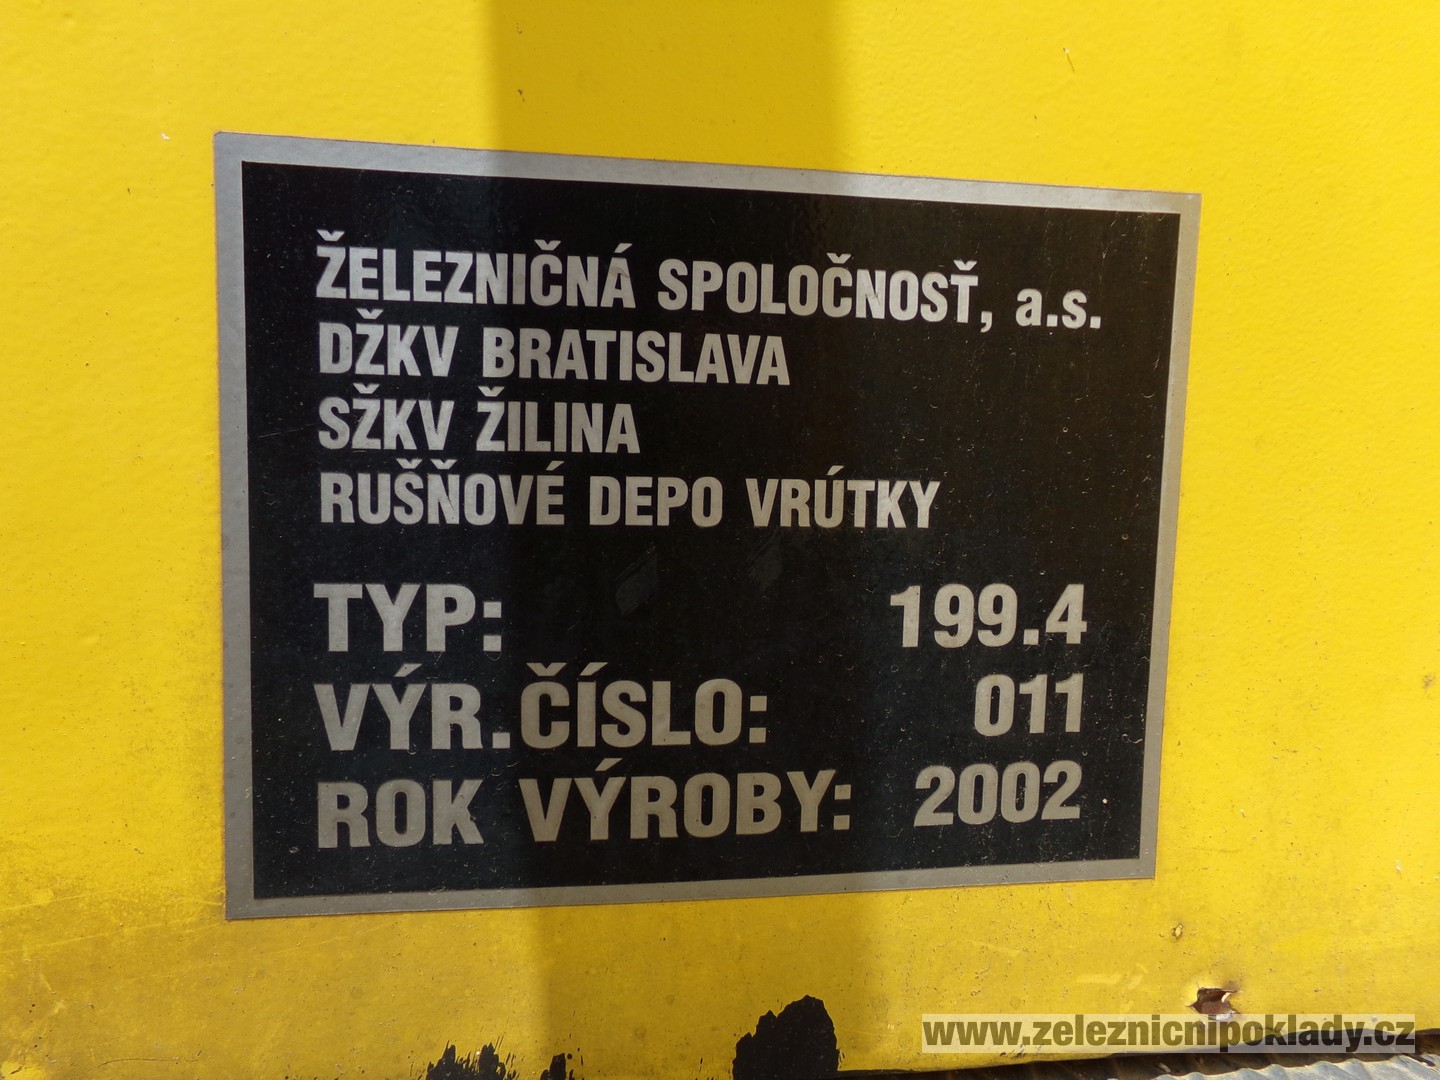 ŽELEZNIČNÁ SPOLOČNOSŤ, a.s.
DŽKV BRATISLAVA
SŽKV ŽILINA
RUŠŇOVÉ DEPO VRÚTKY
TYP: 199.4
VÝR.ČÍSLO: 011
ROK VÝROBY: 2002
www.zeleznicnipoklady.cz